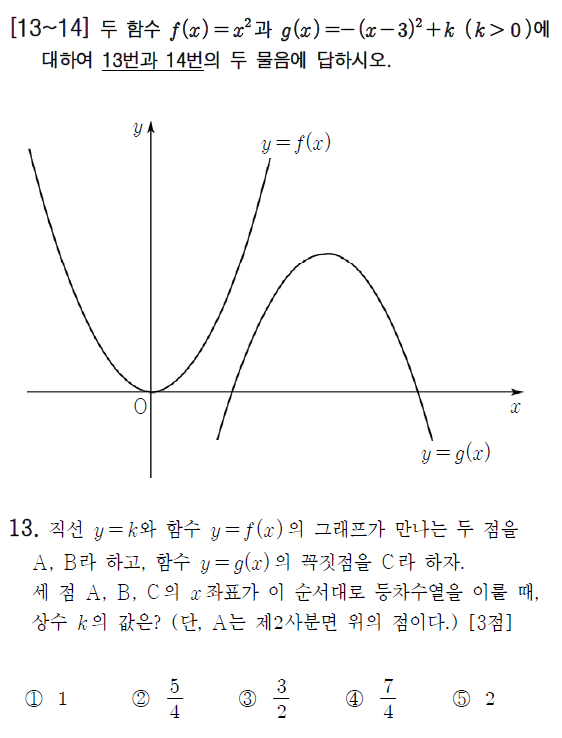 [13~14] 두 함수 f(x)=x²과 g(x)=-(x-3)²+k (k>0)에
대하여 13번과 14번의 두 물음에 답하시오.
y
y=f(x)
O
x
y=g(x)
13. 직선 y=k와 함수 y=f(x)의 그래프가 만나는 두 점을
A, B라 하고, 함수 y=g(x)의 꼭짓점을 C라 하자.
세 점 A, B, C의 x좌표가 이 순서대로 등차수열을 이룰 때,
상수 k의 값은? (단, A는 제2사분면 위의 점이다.) [3점]
① 1 ② 5/4 ③ 3/2 ④ 7/4 ⑤ 2